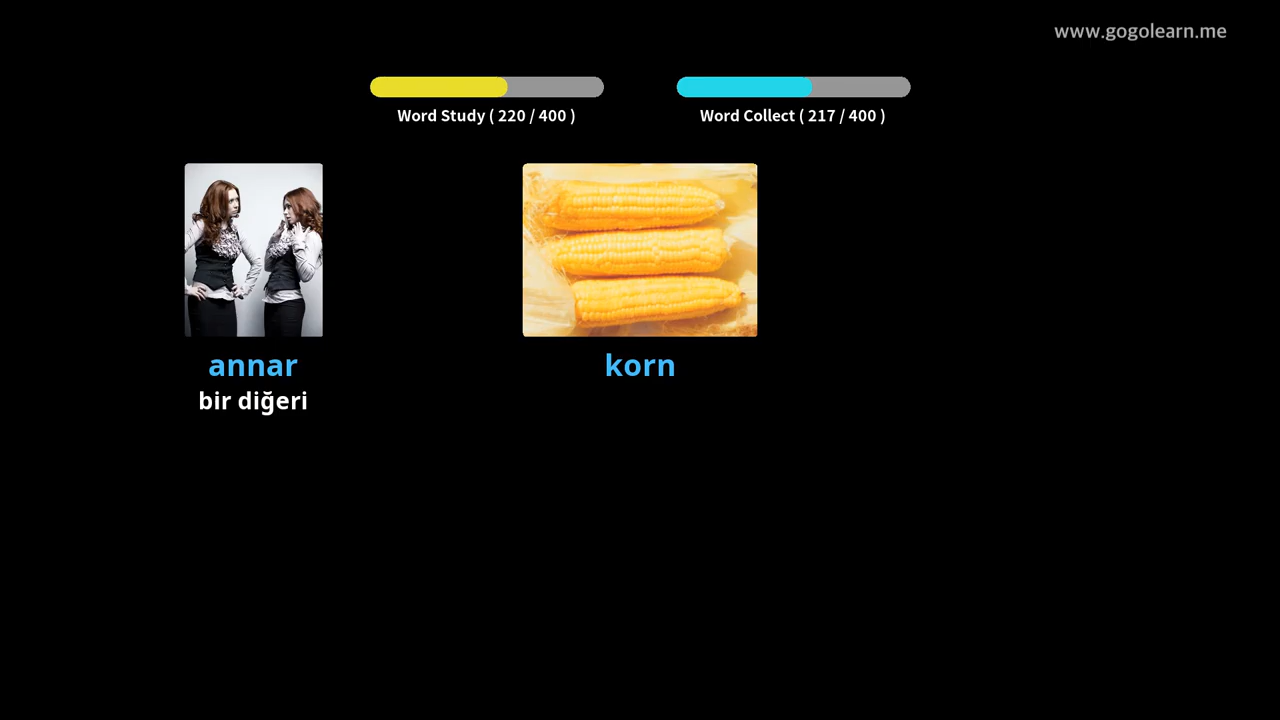 www.gogolearn.me
Word Study ( 220 / 400 )
Word Collect ( 217 / 400 )
annar
bir diğeri
korn